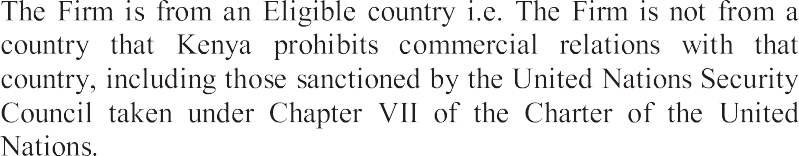 The Firm is from an Eligible country i.e. The Firm is not from a
country that Kenya prohibits commercial relations with that
country, including those sanctioned by the United Nations Security
Council taken under Chapter VII of the Charter of the United
Nations.